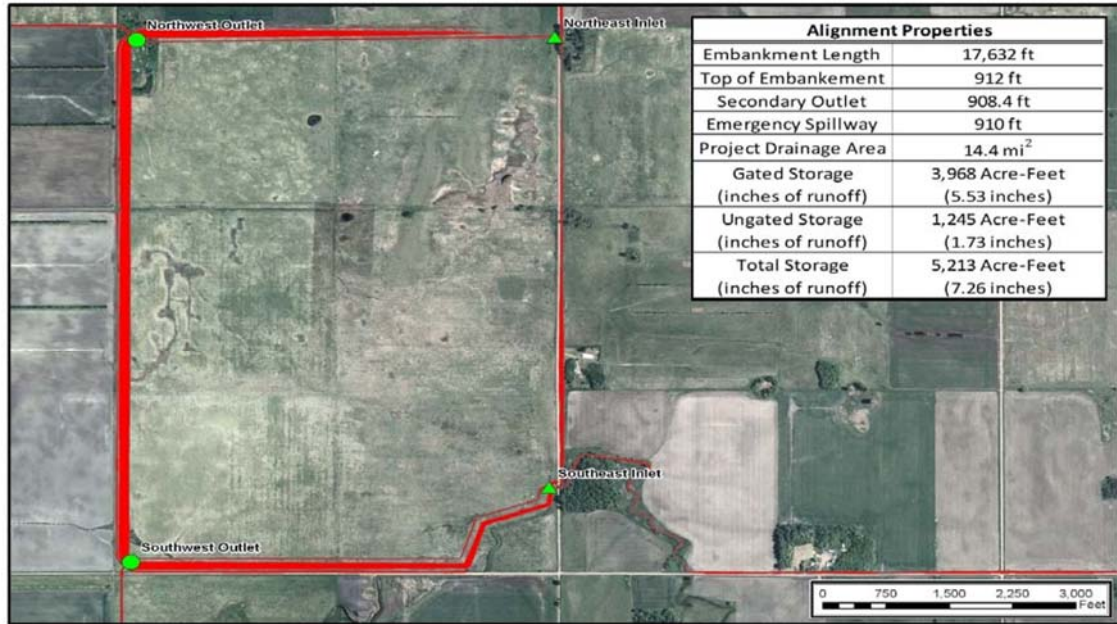 Northwest Outlet
Northeast Inlet
Alignment Properties
Embankment Length 17,632 ft
Top of Embankement 912 ft
Secondary Outlet 908.4 ft
Emergency Spillway 910 ft
Project Drainage Area 14.4 mi²
Gated Storage 3,968 Acre-Feet
(inches of runoff) (5.53 inches)
Ungated Storage 1,245 Acre-Feet
(inches of runoff) (1.73 inches)
Total Storage 5,213 Acre-Feet
(inches of runoff) (7.26 inches)
Southeast Inlet
Southwest Outlet
0 750 1,500 2,250 3,000
Feet